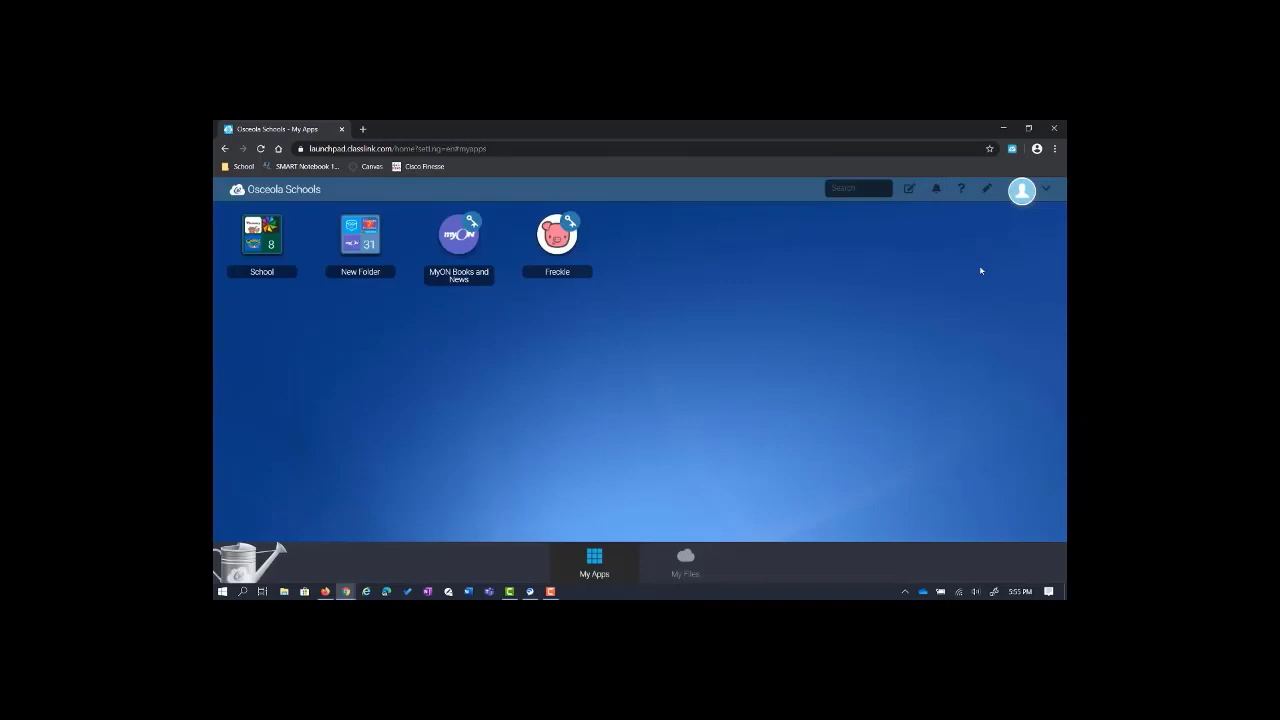 Osceola Schools - My Apps
launchpad.classlink.com/home?setLng=en#myapps
School SMART Notebook 1... Canvas Cisco Finesse
Osceola Schools Search
8 31 myON
School New Folder MyON Books and News Freckle
My Apps My Files
5:55 PM